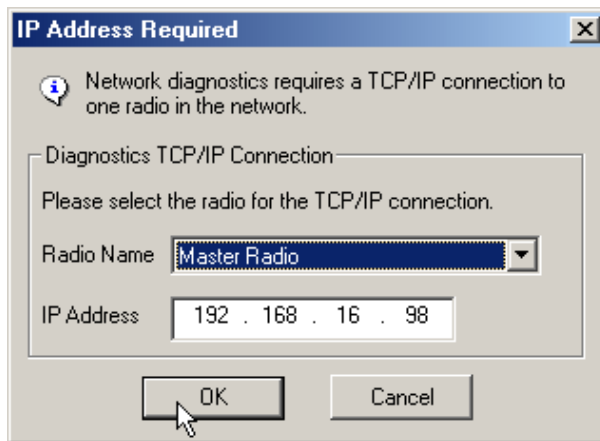 IP Address Required
Network diagnostics requires a TCP/IP connection to
one radio in the network.
Diagnostics TCP/IP Connection
Please select the radio for the TCP/IP connection.
Radio Name Master Radio
IP Address 192 . 168 . 16 . 98
OK Cancel